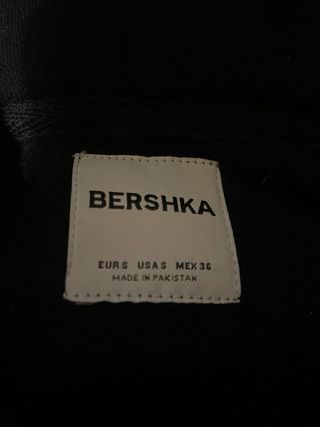 BERSHKA
EUR S USA S MEX 36
MADE IN PAKISTAN